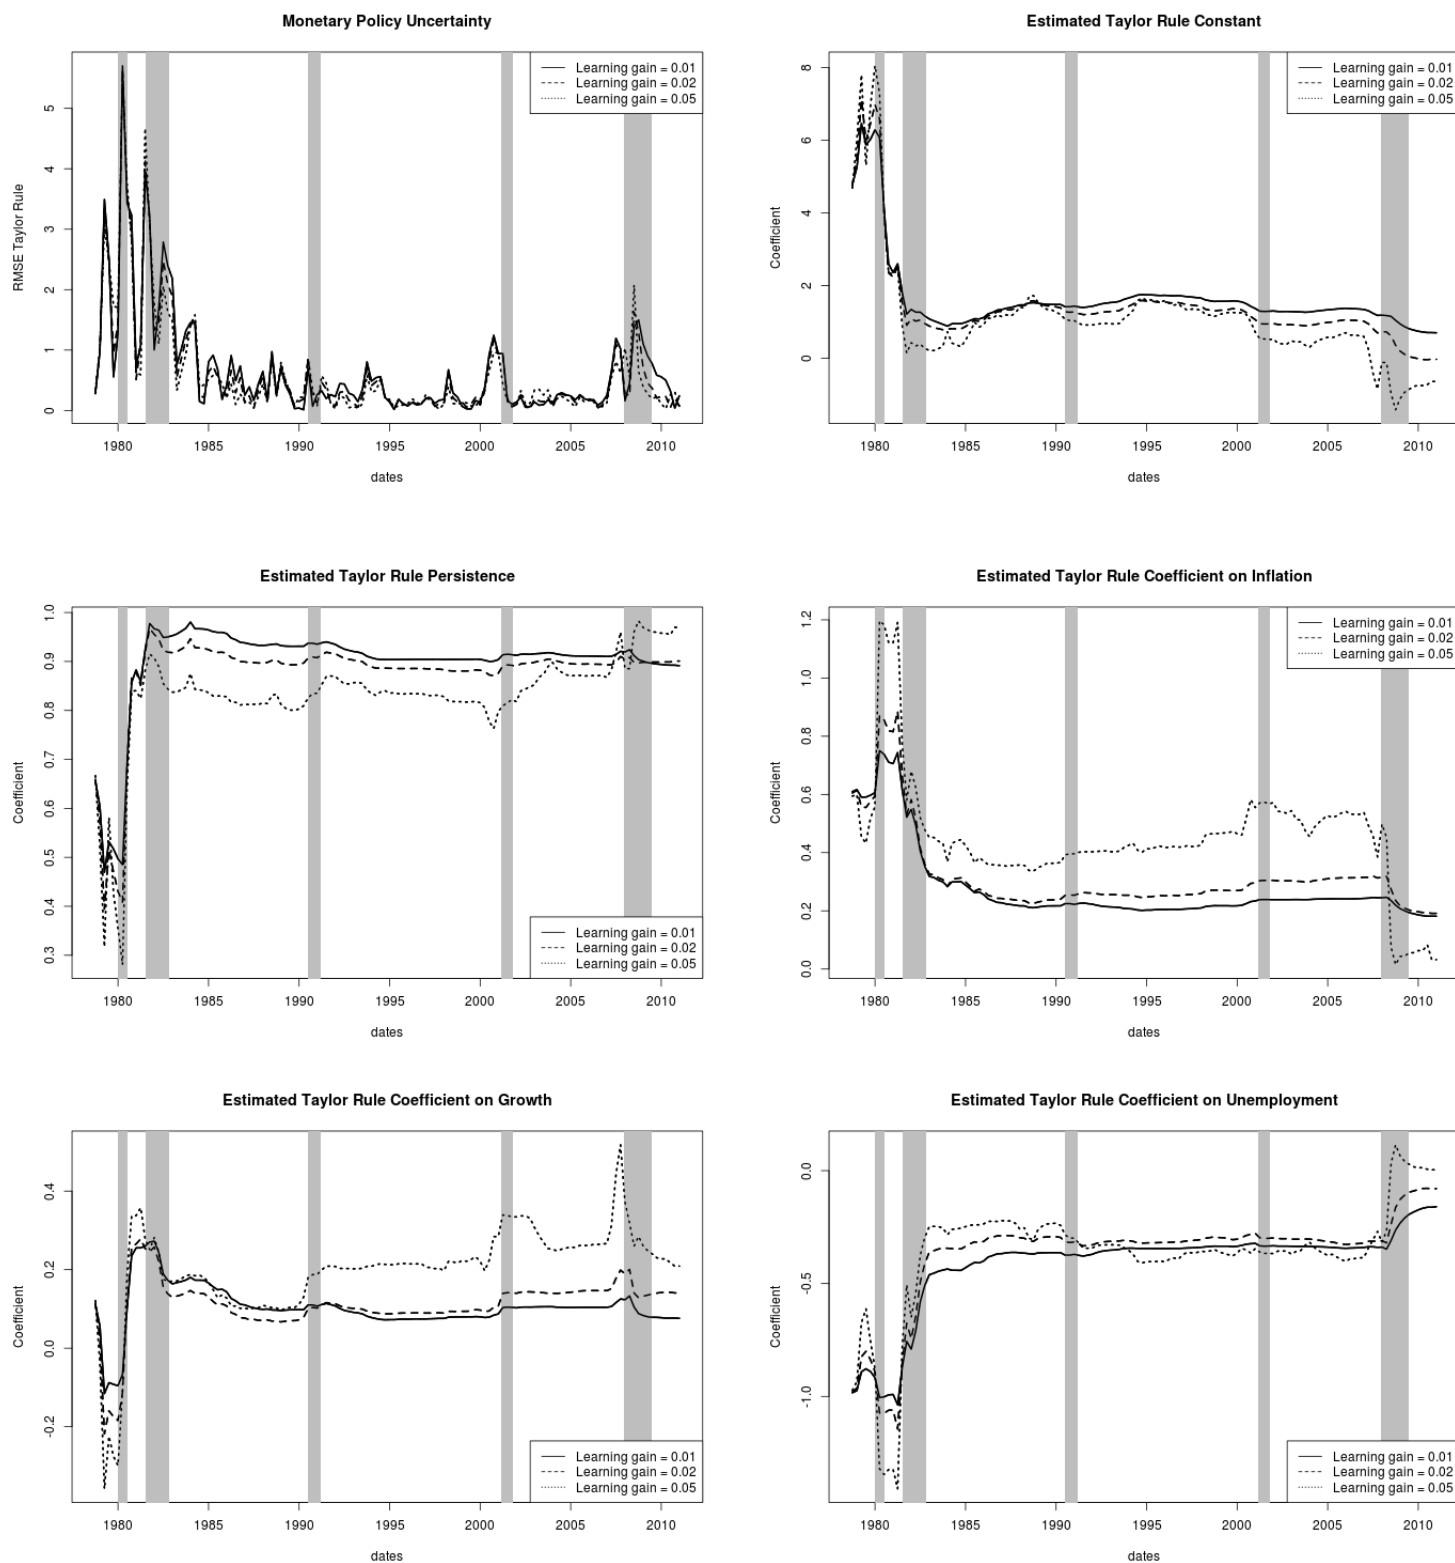 Monetary Policy Uncertainty
RMSE Taylor Rule
5
4
3
2
1
0
Learning gain = 0.01
Learning gain = 0.02
Learning gain = 0.05
1980 1985 1990 1995 2000 2005 2010
dates
Estimated Taylor Rule Constant
Coefficient
8
6
4
2
0
Learning gain = 0.01
Learning gain = 0.02
Learning gain = 0.05
1980 1985 1990 1995 2000 2005 2010
dates
Estimated Taylor Rule Persistence
Coefficient
1.0
0.9
0.8
0.7
0.6
0.5
0.4
0.3
Learning gain = 0.01
Learning gain = 0.02
Learning gain = 0.05
1980 1985 1990 1995 2000 2005 2010
dates
Estimated Taylor Rule Coefficient on Inflation
Coefficient
1.2
1.0
0.8
0.6
0.4
0.2
0.0
Learning gain = 0.01
Learning gain = 0.02
Learning gain = 0.05
1980 1985 1990 1995 2000 2005 2010
dates
Estimated Taylor Rule Coefficient on Growth
Coefficient
0.4
0.2
0.0
-0.2
Learning gain = 0.01
Learning gain = 0.02
Learning gain = 0.05
1980 1985 1990 1995 2000 2005 2010
dates
Estimated Taylor Rule Coefficient on Unemployment
Coefficient
0.0
-0.5
-1.0
Learning gain = 0.01
Learning gain = 0.02
Learning gain = 0.05
1980 1985 1990 1995 2000 2005 2010
dates